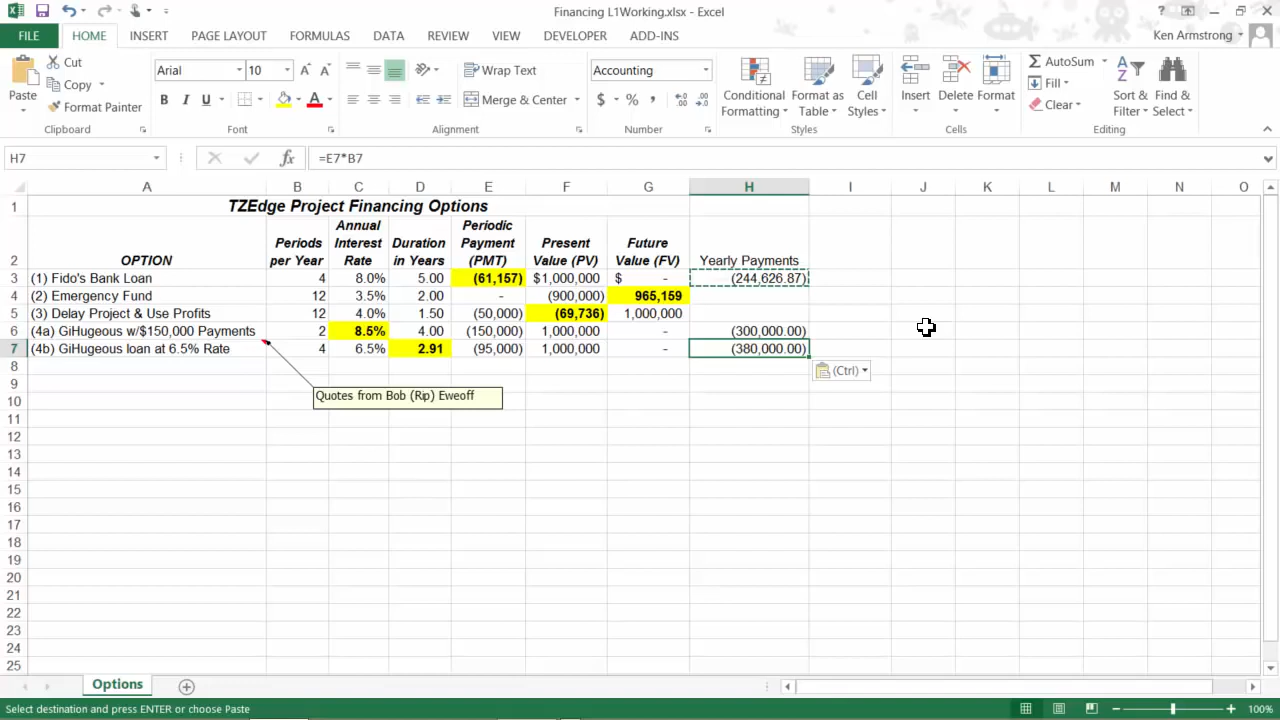 Financing L1Working.xlsx - Excel
FILE HOME INSERT PAGE LAYOUT FORMULAS DATA REVIEW VIEW DEVELOPER ADD-INS Ken Armstrong
Paste
Cut
Copy
Format Painter
Clipboard
Arial 10
B I U
Font
Wrap Text
Merge & Center
Alignment
Accounting
$ % ,
Number
Conditional Formatting
Format as Table
Cell Styles
Styles
Insert Delete Format
Cells
AutoSum
Fill
Clear
Sort & Filter
Find & Select
Editing
H7 fx =E7*B7
A B C D E F G H I J K L M N O
1 TZEdge Project Financing Options
2 OPTION Periods per Year Annual Interest Rate Duration in Years Periodic Payment (PMT) Present Value (PV) Future Value (FV) Yearly Payments
3 (1) Fido's Bank Loan 4 8.0% 5.00 (61,157) $1,000,000 $ - (244,626.87)
4 (2) Emergency Fund 12 3.5% 2.00 - (900,000) 965,159
5 (3) Delay Project & Use Profits 12 4.0% 1.50 (50,000) (69,736) 1,000,000
6 (4a) GiHugeous w/$150,000 Payments 2 8.5% 4.00 (150,000) 1,000,000 - (300,000.00)
7 (4b) GiHugeous loan at 6.5% Rate 4 6.5% 2.91 (95,000) 1,000,000 - (380,000.00)
8
(Ctrl)
9
10 Quotes from Bob (Rip) Eweoff
11
12
13
14
15
16
17
18
19
20
21
22
23
24
25
Options
Select destination and press ENTER or choose Paste 100%